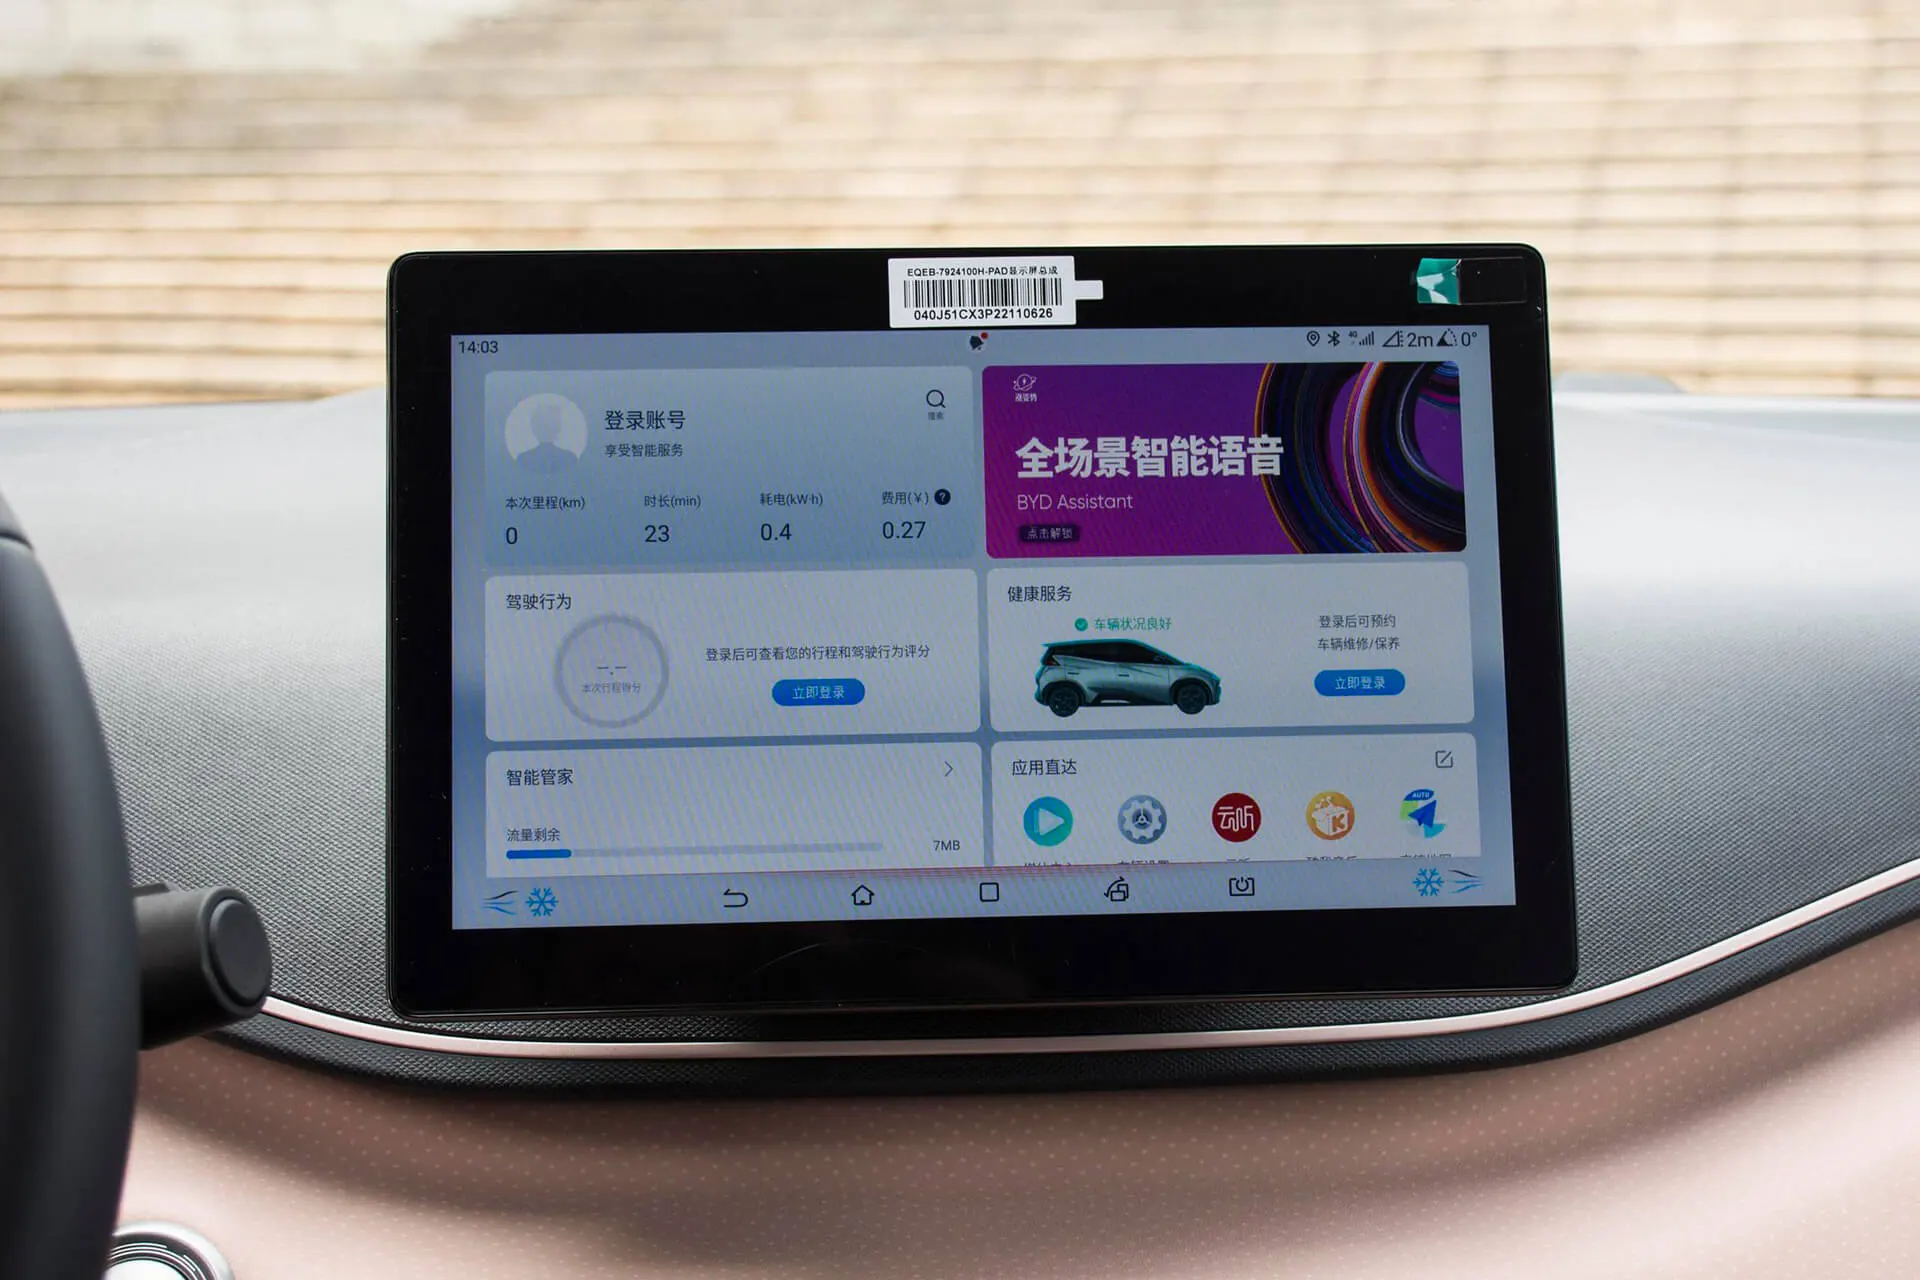 EQEB-7924100H-PAD显示屏总成
040J51CX3P22110626
14:03
4G
2m
0°
登录账号
享受智能服务
搜索
本次里程(km)
时长(min)
耗电(kW·h)
费用(¥)
?
0
23
0.4
0.27
全场景智能语音
BYD Assistant
点击解锁
驾驶行为
--
本次行程得分
登录后可查看您的行程和驾驶行为评分
立即登录
健康服务
车辆状况良好
登录后可预约
车辆维修/保养
立即登录
智能管家
流量剩余
7MB
应用直达
云听
K
AUTO